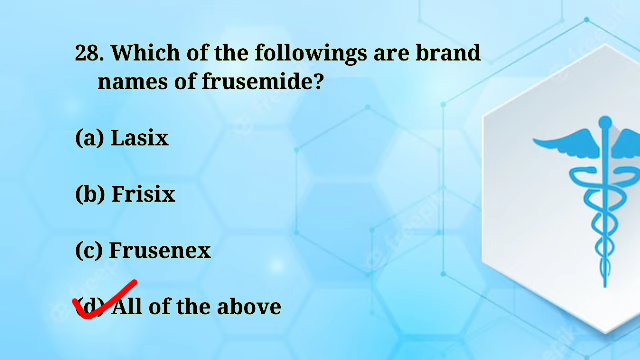 28. Which of the followings are brand
names of frusemide?
(a) Lasix
(b) Frisix
(c) Frusenex
(d) All of the above